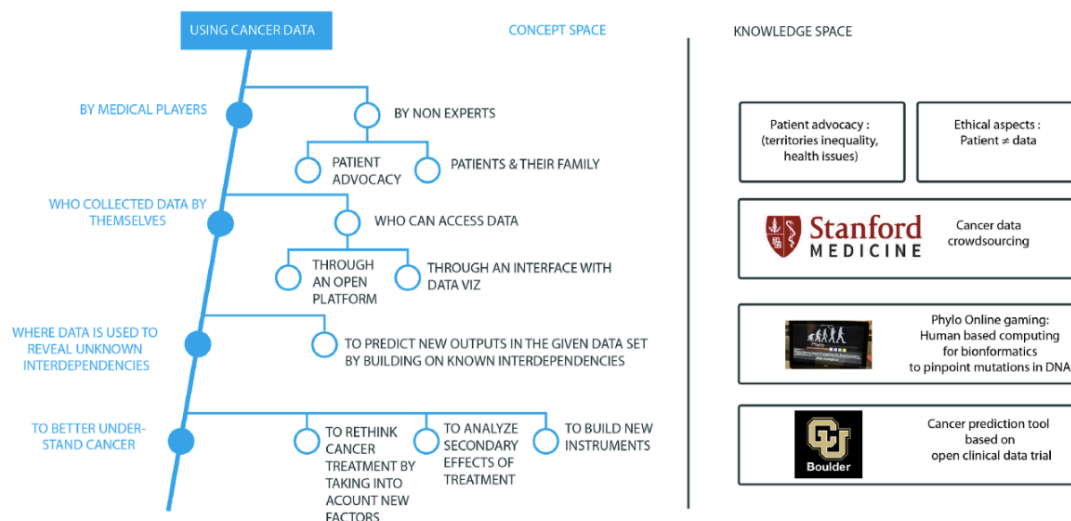 USING CANCER DATA
CONCEPT SPACE
KNOWLEDGE SPACE
BY MEDICAL PLAYERS
BY NON EXPERTS
PATIENT
ADVOCACY
PATIENTS & THEIR FAMILY
WHO COLLECTED DATA BY
THEMSELVES
WHO CAN ACCESS DATA
THROUGH
AN OPEN
PLATFORM
THROUGH AN INTERFACE WITH
DATA VIZ
WHERE DATA IS USED TO
REVEAL UNKNOWN
INTERDEPENDENCIES
TO PREDICT NEW OUTPUTS IN THE GIVEN DATA SET
BY BUILDING ON KNOWN INTERDEPENDENCIES
TO BETTER UNDER-
STAND CANCER
TO RETHINK
CANCER
TREATMENT BY
TAKING INTO
ACOUNT NEW
FACTORS
TO ANALYZE
SECONDARY
EFFECTS OF
TREATMENT
TO BUILD NEW
INSTRUMENTS
Patient advocacy :
(territories inequality,
health issues)
Ethical aspects :
Patient ≠ data
Stanford
MEDICINE
Cancer data
crowdsourcing
Phylo
Phylo Online gaming:
Human based computing
for bionformatics
to pinpoint mutations in DNA
CU
Boulder
Cancer prediction tool
based on
open clinical data trial